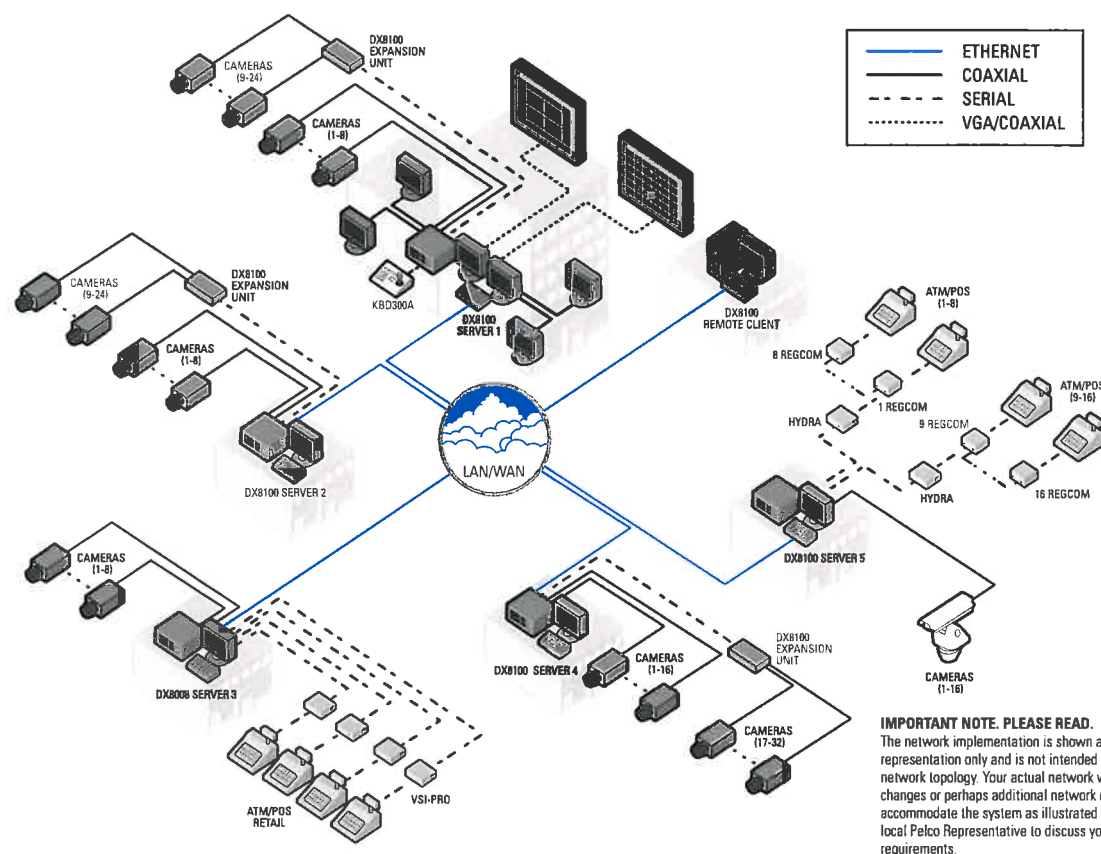 DX8100
EXPANSION
UNIT
CAMERAS
(9-24)
CAMERAS
(1-8)
ETHERNET
COAXIAL
SERIAL
VGA/COAXIAL
DX8100
EXPANSION
UNIT
CAMERAS
(9-24)
CAMERAS
(1-8)
KBD300A
DX8100
SERVER 1
DX8100
REMOTE CLIENT
ATM/POS
(1-8)
8 REGCOM
1 REGCOM
HYDRA
ATM/POS
(9-16)
9 REGCOM
16 REGCOM
HYDRA
LAN/WAN
DX8100 SERVER 2
DX8100 SERVER 5
CAMERAS
(1-8)
DX8008 SERVER 3
DX8100 SERVER 4
CAMERAS
(1-16)
DX8100
EXPANSION
UNIT
CAMERAS
(17-32)
CAMERAS
(1-16)
VSI-PRO
ATM/POS
RETAIL
IMPORTANT NOTE. PLEASE READ.
The network implementation is shown a
representation only and is not intended
network topology. Your actual network
changes or perhaps additional network
accommodate the system as illustrated
local Pelco Representative to discuss yo
requirements.